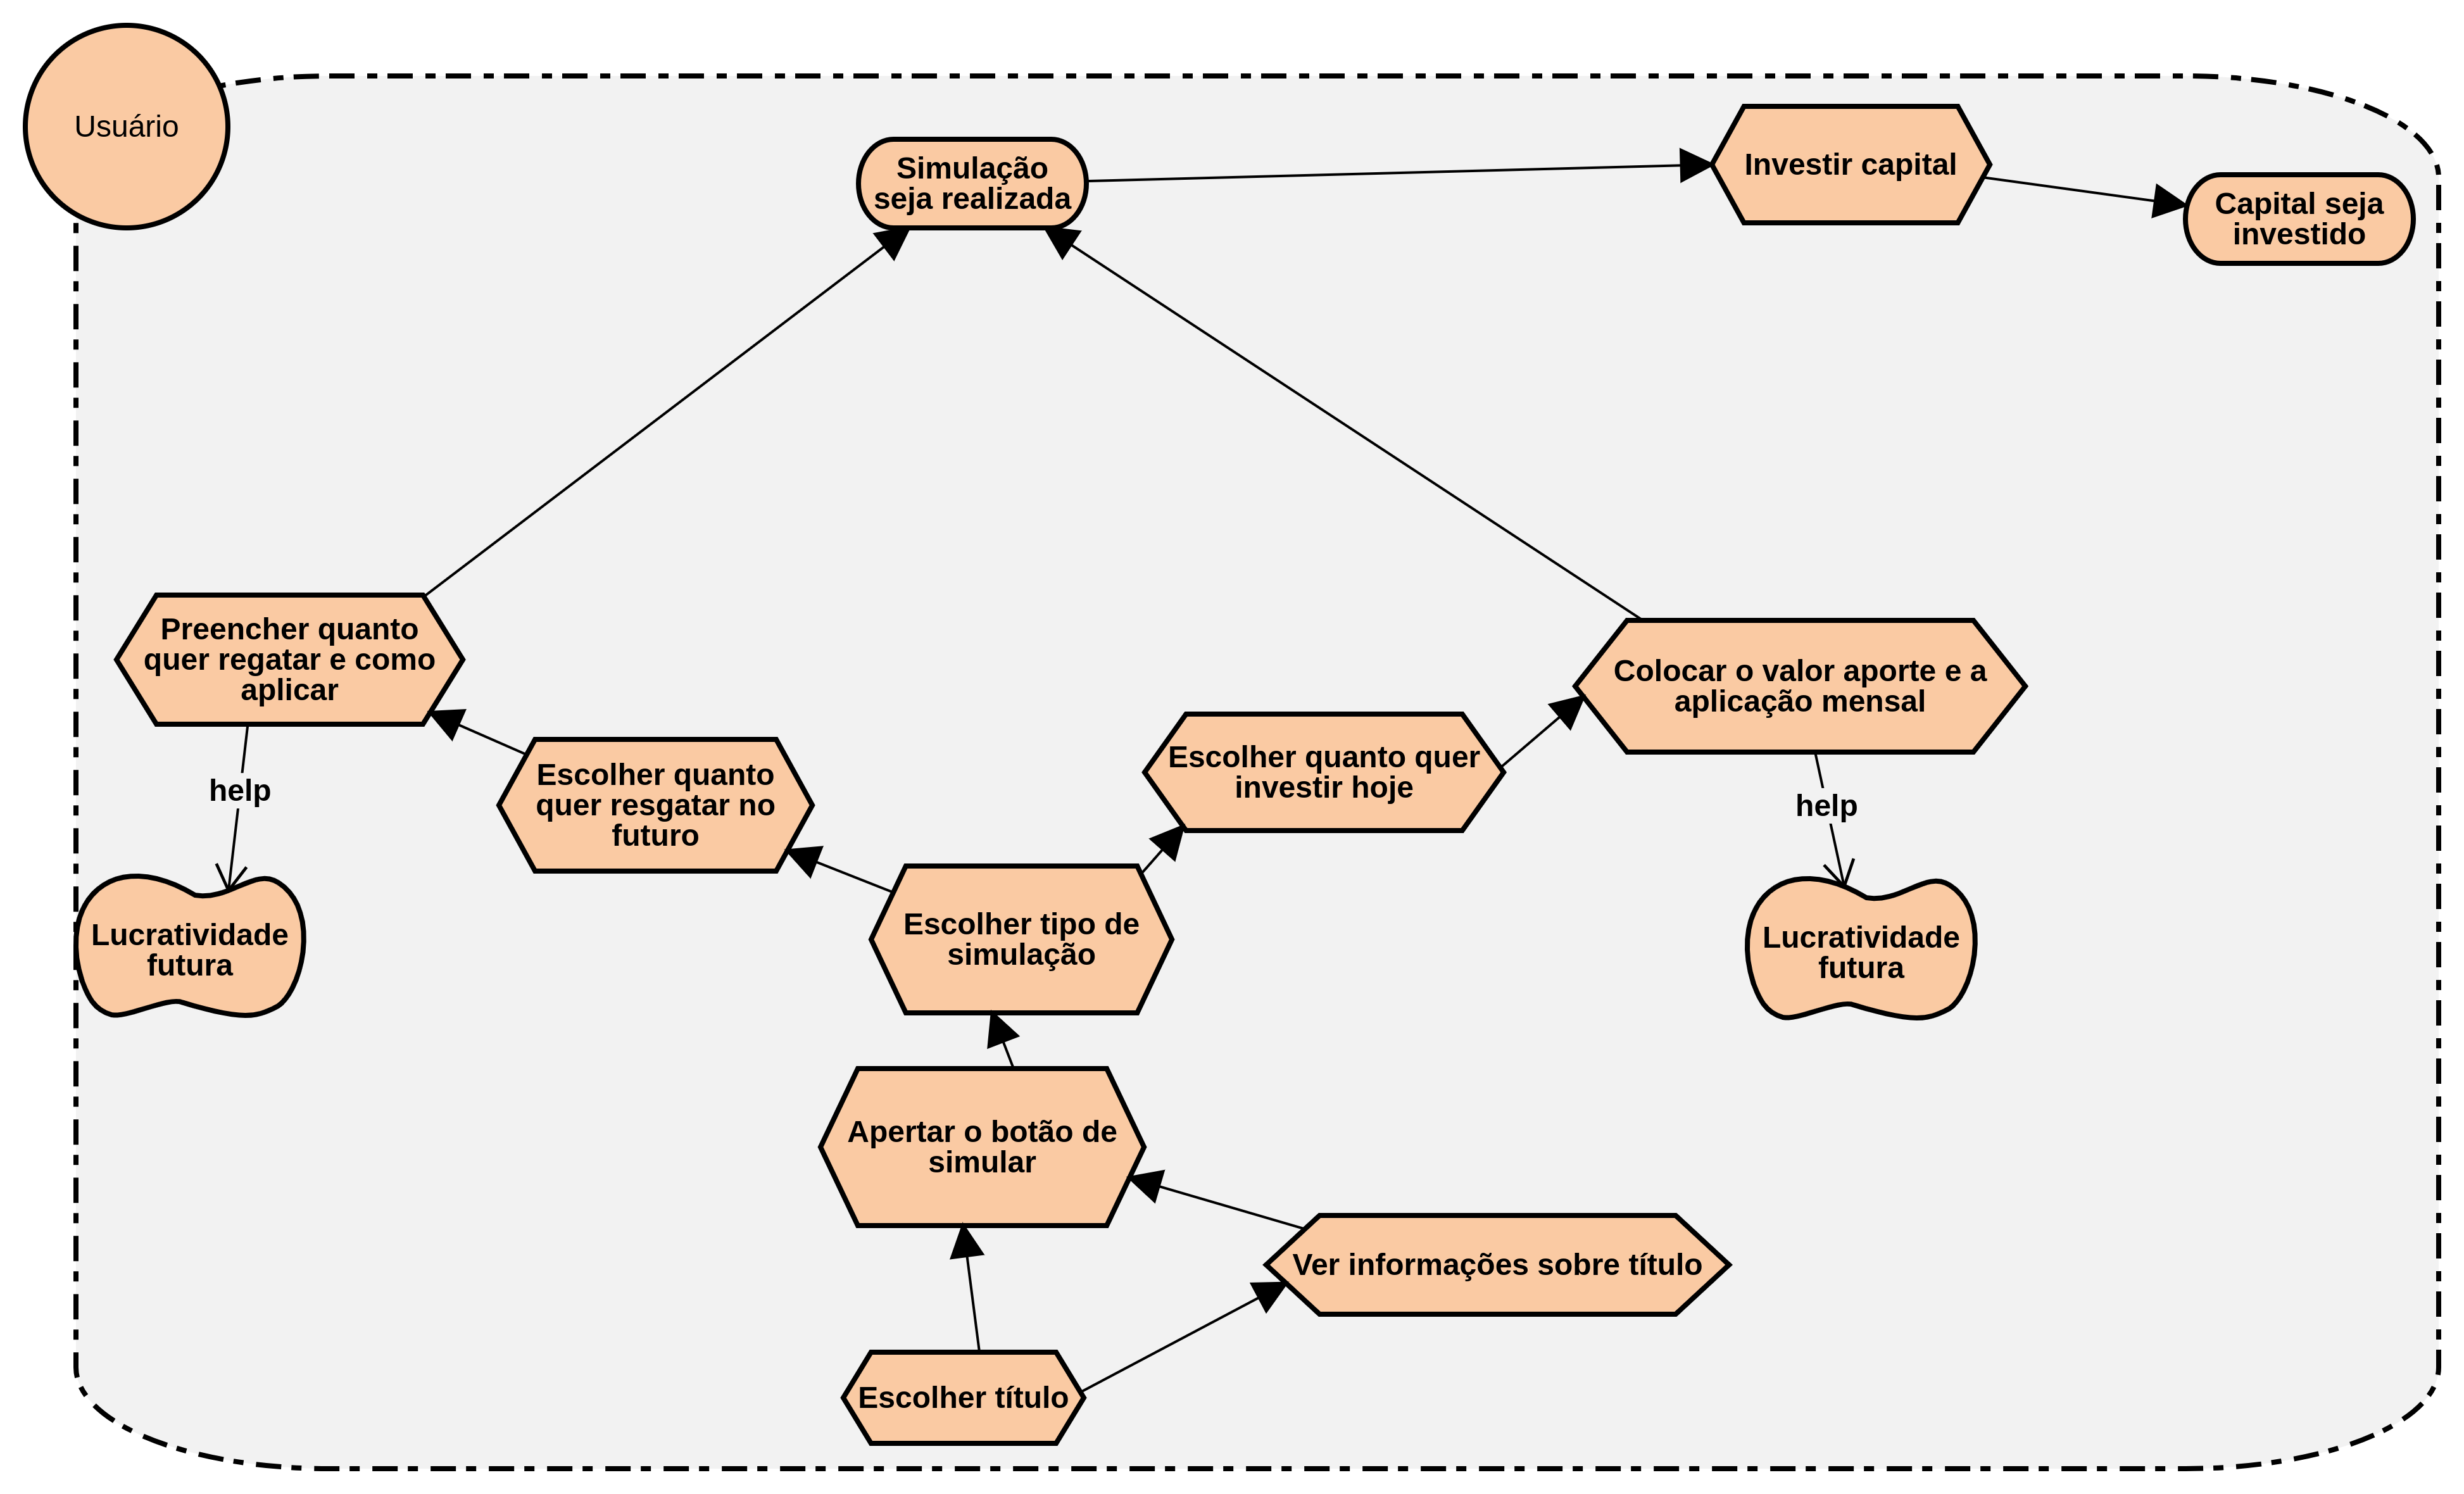 Usuário
Simulação
seja realizada
Investir capital
Capital seja
investido
Preencher quanto
quer regatar e como
aplicar
Colocar o valor aporte e a
aplicação mensal
Escolher quanto quer
investir hoje
Escolher quanto
quer resgatar no
futuro
help
help
Lucratividade
futura
Escolher tipo de
simulação
Lucratividade
futura
Apertar o botão de
simular
Ver informações sobre título
Escolher título